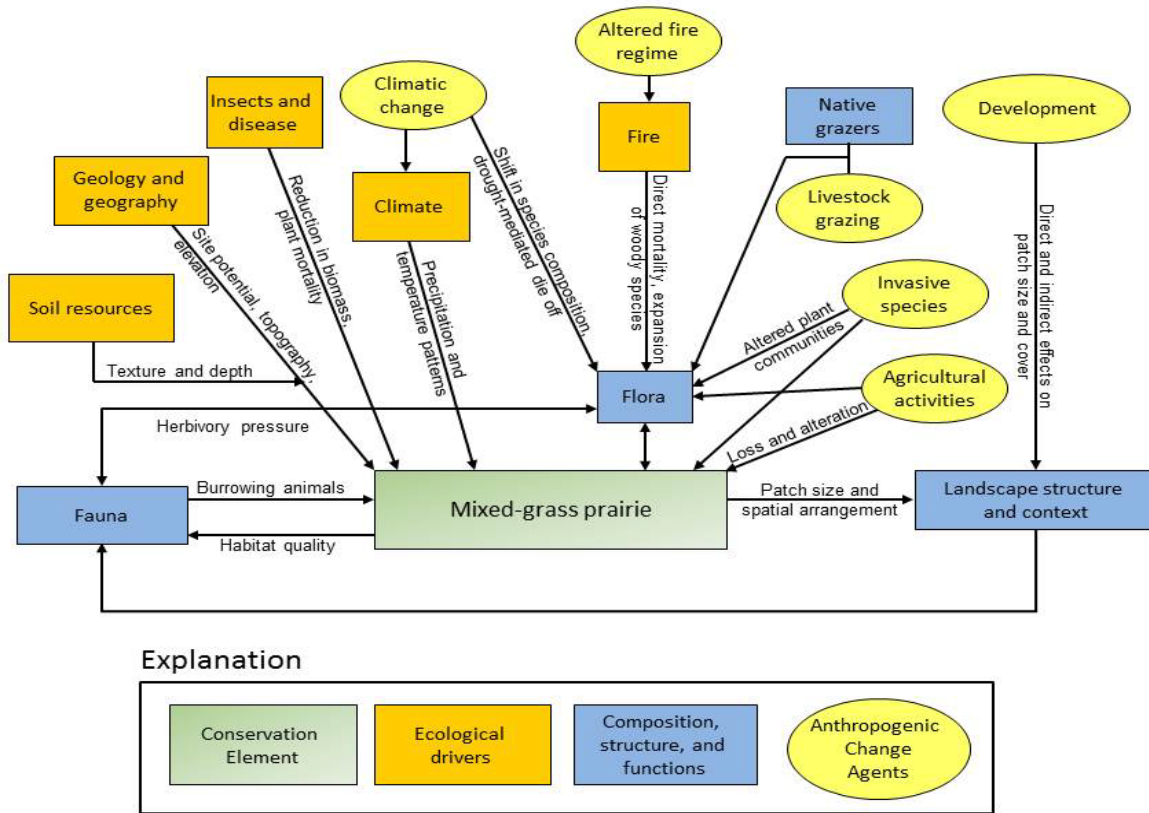 Altered fire
regime
Climatic
change
Insects and
disease
Native
grazers
Development
Fire
Geology and
geography
Climate
Livestock
grazing
Shift in species composition,
drought-mediated die off
Direct mortality, expansion
of woody species
Direct and indirect effects on
patch size and cover
Reduction in biomass,
plant mortality
Site potential, topography,
elevation
Precipitation and
temperature patterns
Soil resources
Invasive
species
Altered plant
communities
Texture and depth
Flora
Agricultural
activities
Herbivory pressure
Loss and alteration
Fauna
Burrowing animals
Mixed-grass prairie
Patch size and
spatial arrangement
Landscape structure
and context
Habitat quality
Explanation
Conservation
Element
Ecological
drivers
Composition,
structure, and
functions
Anthropogenic
Change
Agents